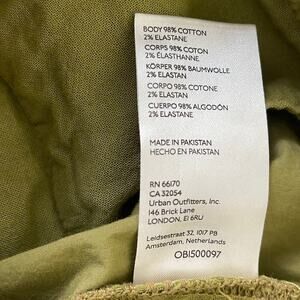 BODY 98% COTTON
2% ELASTANE
CORPS 98% COTON
2% ÉLASTHANNE
KÖRPER 98% BAUMWOLLE
2% ELASTAN
CORPO 98% COTONE
2% ELASTAN
CUERPO 98% ALGODÓN
2% ELASTANO
MADE IN PAKISTAN
HECHO EN PAKISTÁN
RN 66170
CA 32054
Urban Outfitters, Inc.
146 Brick Lane
LONDON, E1 6RU
Leidsestraat 32, 1017 PB
Amsterdam, Netherlands
OB1500097